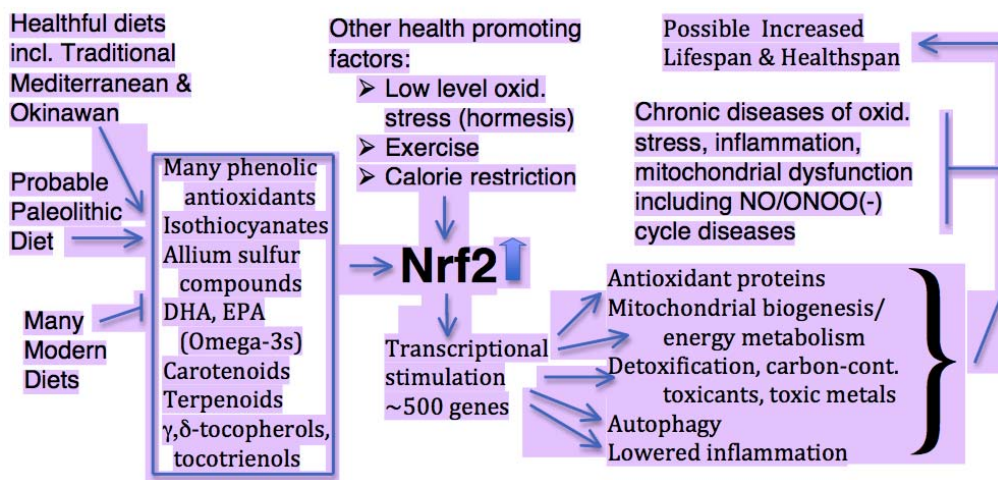 Healthful diets
incl. Traditional
Mediterranean &
Okinawan
Probable
Paleolithic
Diet
Many
Modern
Diets
Many phenolic
antioxidants
Isothiocyanates
Allium sulfur
compounds
DHA, EPA
(Omega-3s)
Carotenoids
Terpenoids
γ,δ-tocopherols,
tocotrienols
Other health promoting
factors:
➢ Low level oxid.
stress (hormesis)
➢ Exercise
➢ Calorie restriction
Nrf2
Transcriptional
stimulation
~500 genes
Possible Increased
Lifespan & Healthspan
Chronic diseases of oxid.
stress, inflammation,
mitochondrial dysfunction
including NO/ONOO(-)
cycle diseases
Antioxidant proteins
Mitochondrial biogenesis/
energy metabolism
Detoxification, carbon-cont.
toxicants, toxic metals
Autophagy
Lowered inflammation